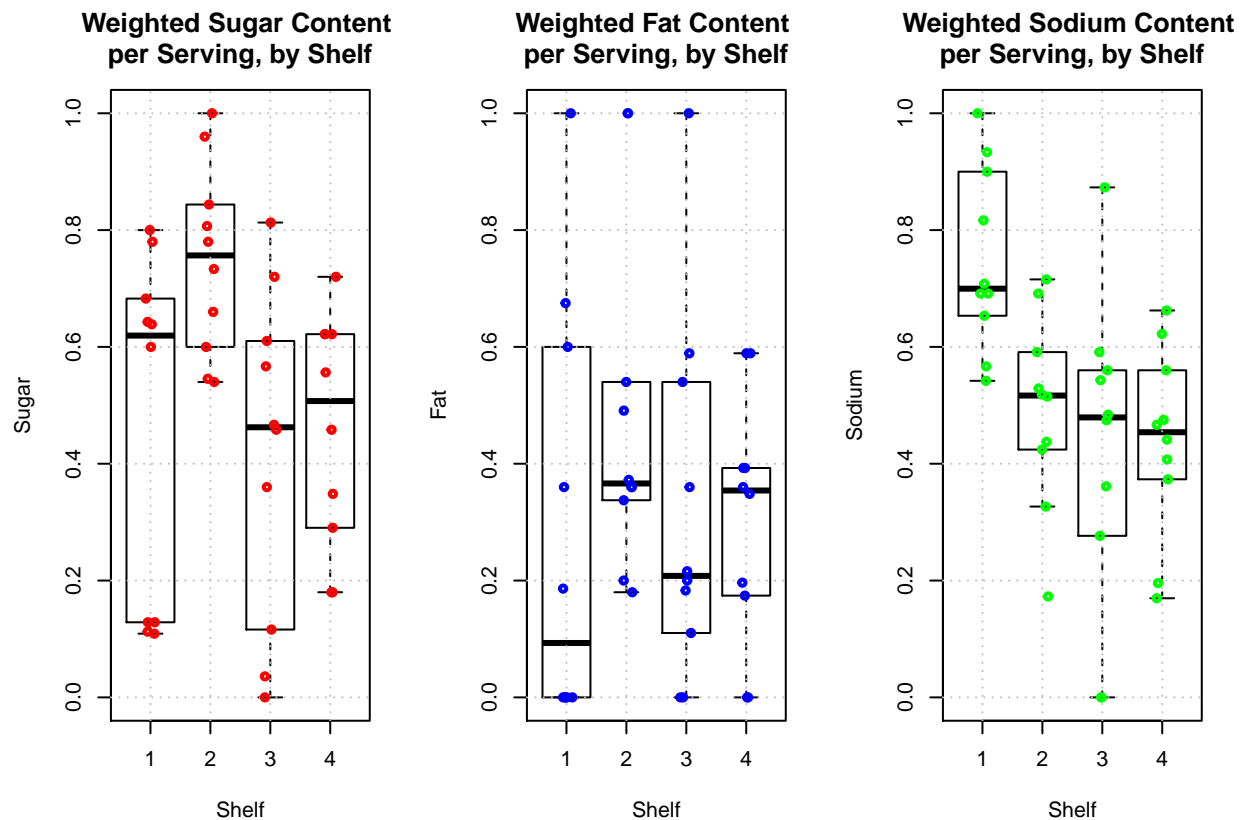 Weighted Sugar Content
per Serving, by Shelf
Sugar
1.0
0.8
0.6
0.4
0.2
0.0
1 2 3 4
Shelf
Weighted Fat Content
per Serving, by Shelf
Fat
1.0
0.8
0.6
0.4
0.2
0.0
1 2 3 4
Shelf
Weighted Sodium Content
per Serving, by Shelf
Sodium
1.0
0.8
0.6
0.4
0.2
0.0
1 2 3 4
Shelf